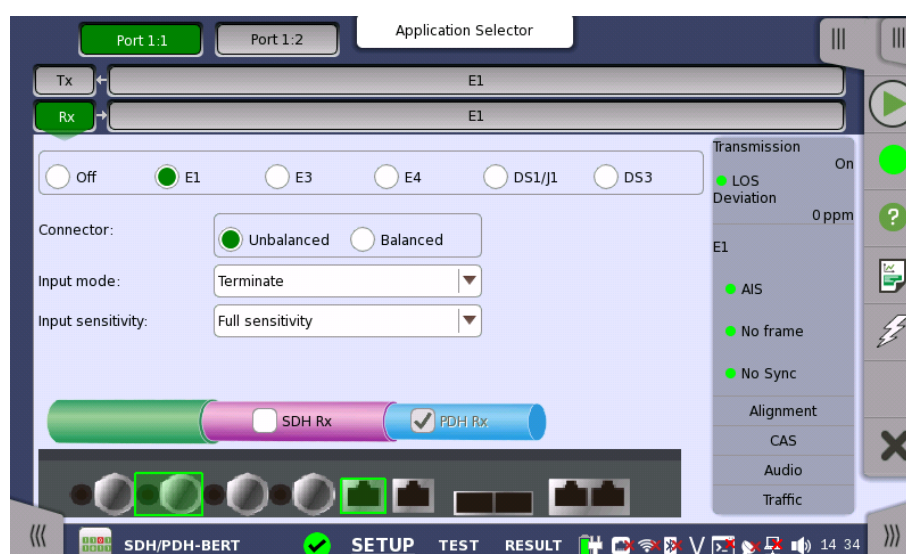 Port 1:1 Port 1:2 Application Selector
Tx E1
Rx E1
Off E1 E3 E4 DS1/J1 DS3
Connector: Unbalanced Balanced
Input mode: Terminate
Input sensitivity: Full sensitivity
SDH Rx PDH Rx
Transmission
On
LOS
Deviation
0 ppm
E1
AIS
No frame
No Sync
Alignment
CAS
Audio
Traffic
SDH/PDH-BERT SETUP TEST RESULT 14 34